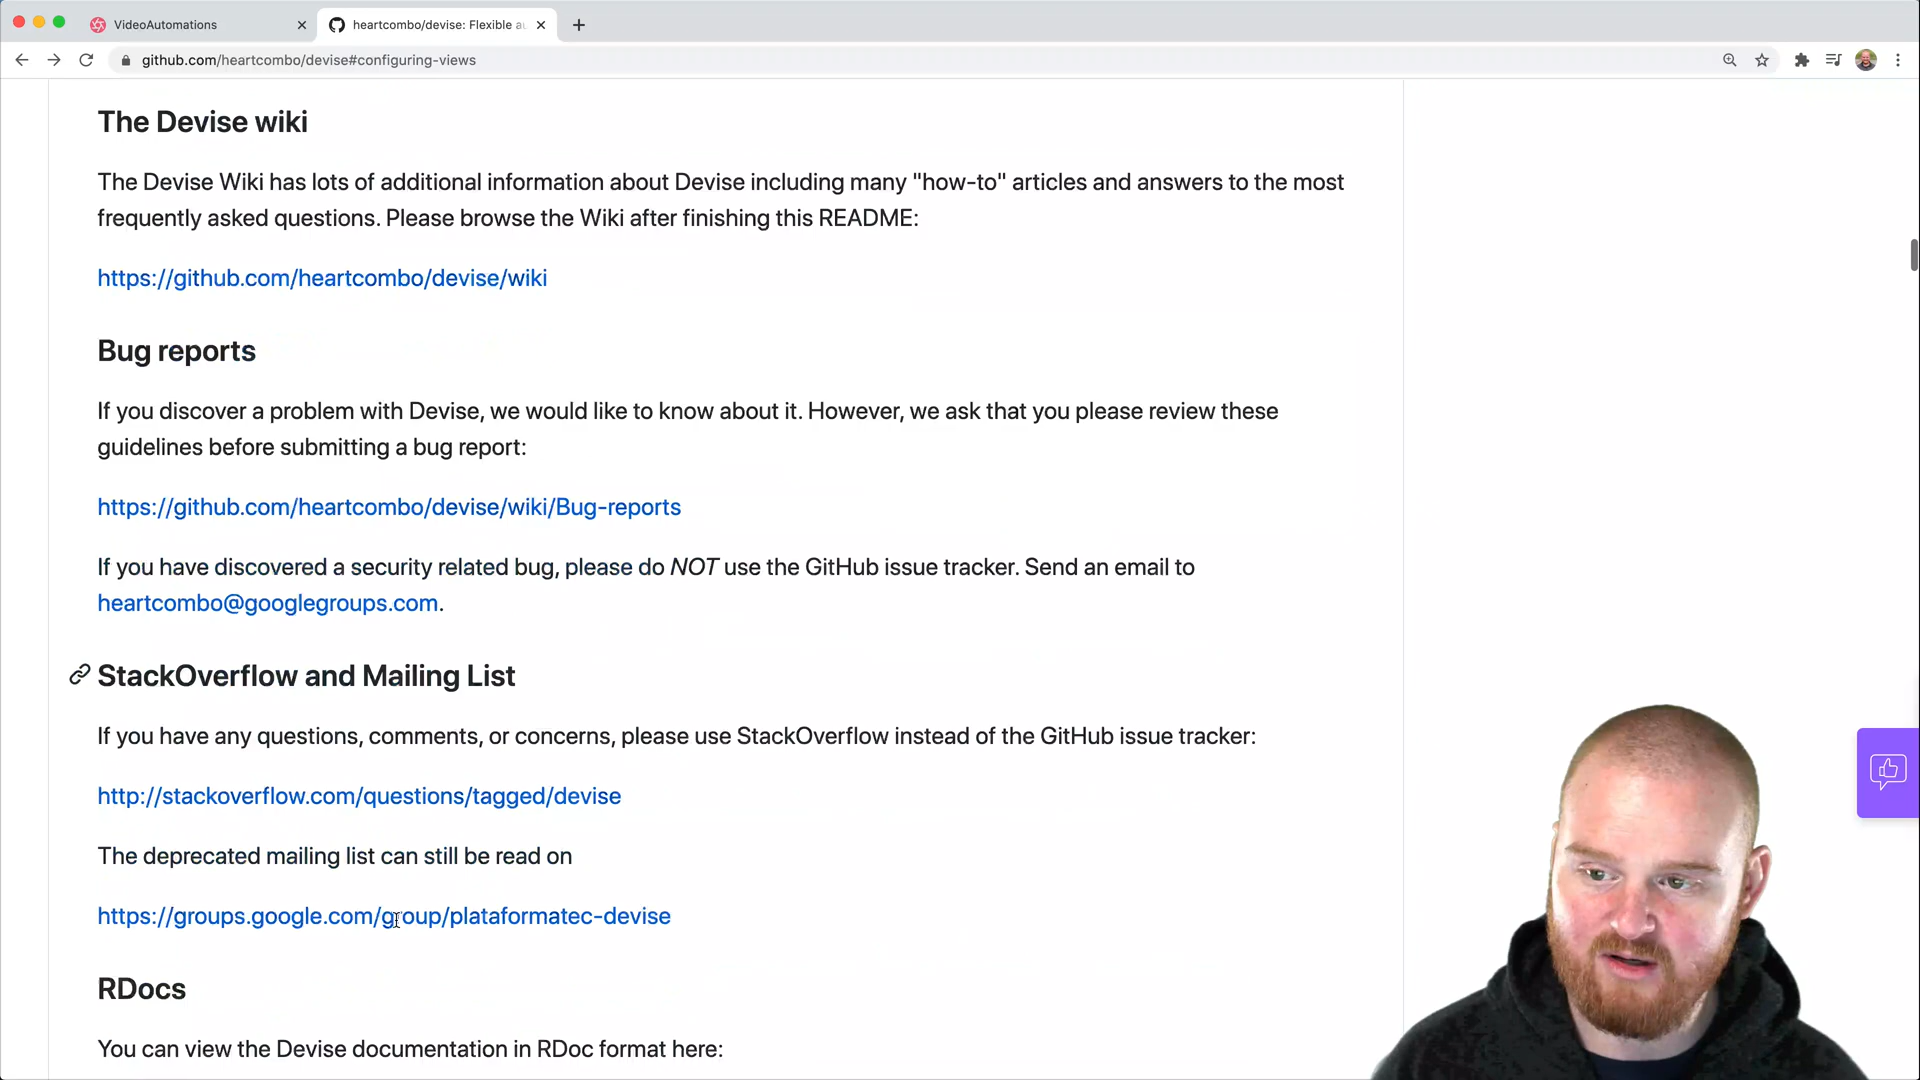 VideoAutomations
heartcombo/devise: Flexible au
github.com/heartcombo/devise#configuring-views
The Devise wiki
The Devise Wiki has lots of additional information about Devise including many "how-to" articles and answers to the most
frequently asked questions. Please browse the Wiki after finishing this README:
https://github.com/heartcombo/devise/wiki
Bug reports
If you discover a problem with Devise, we would like to know about it. However, we ask that you please review these
guidelines before submitting a bug report:
https://github.com/heartcombo/devise/wiki/Bug-reports
If you have discovered a security related bug, please do NOT use the GitHub issue tracker. Send an email to
heartcombo@googlegroups.com.
StackOverflow and Mailing List
If you have any questions, comments, or concerns, please use StackOverflow instead of the GitHub issue tracker:
http://stackoverflow.com/questions/tagged/devise
The deprecated mailing list can still be read on
https://groups.google.com/group/plataformatec-devise
RDocs
You can view the Devise documentation in RDoc format here: